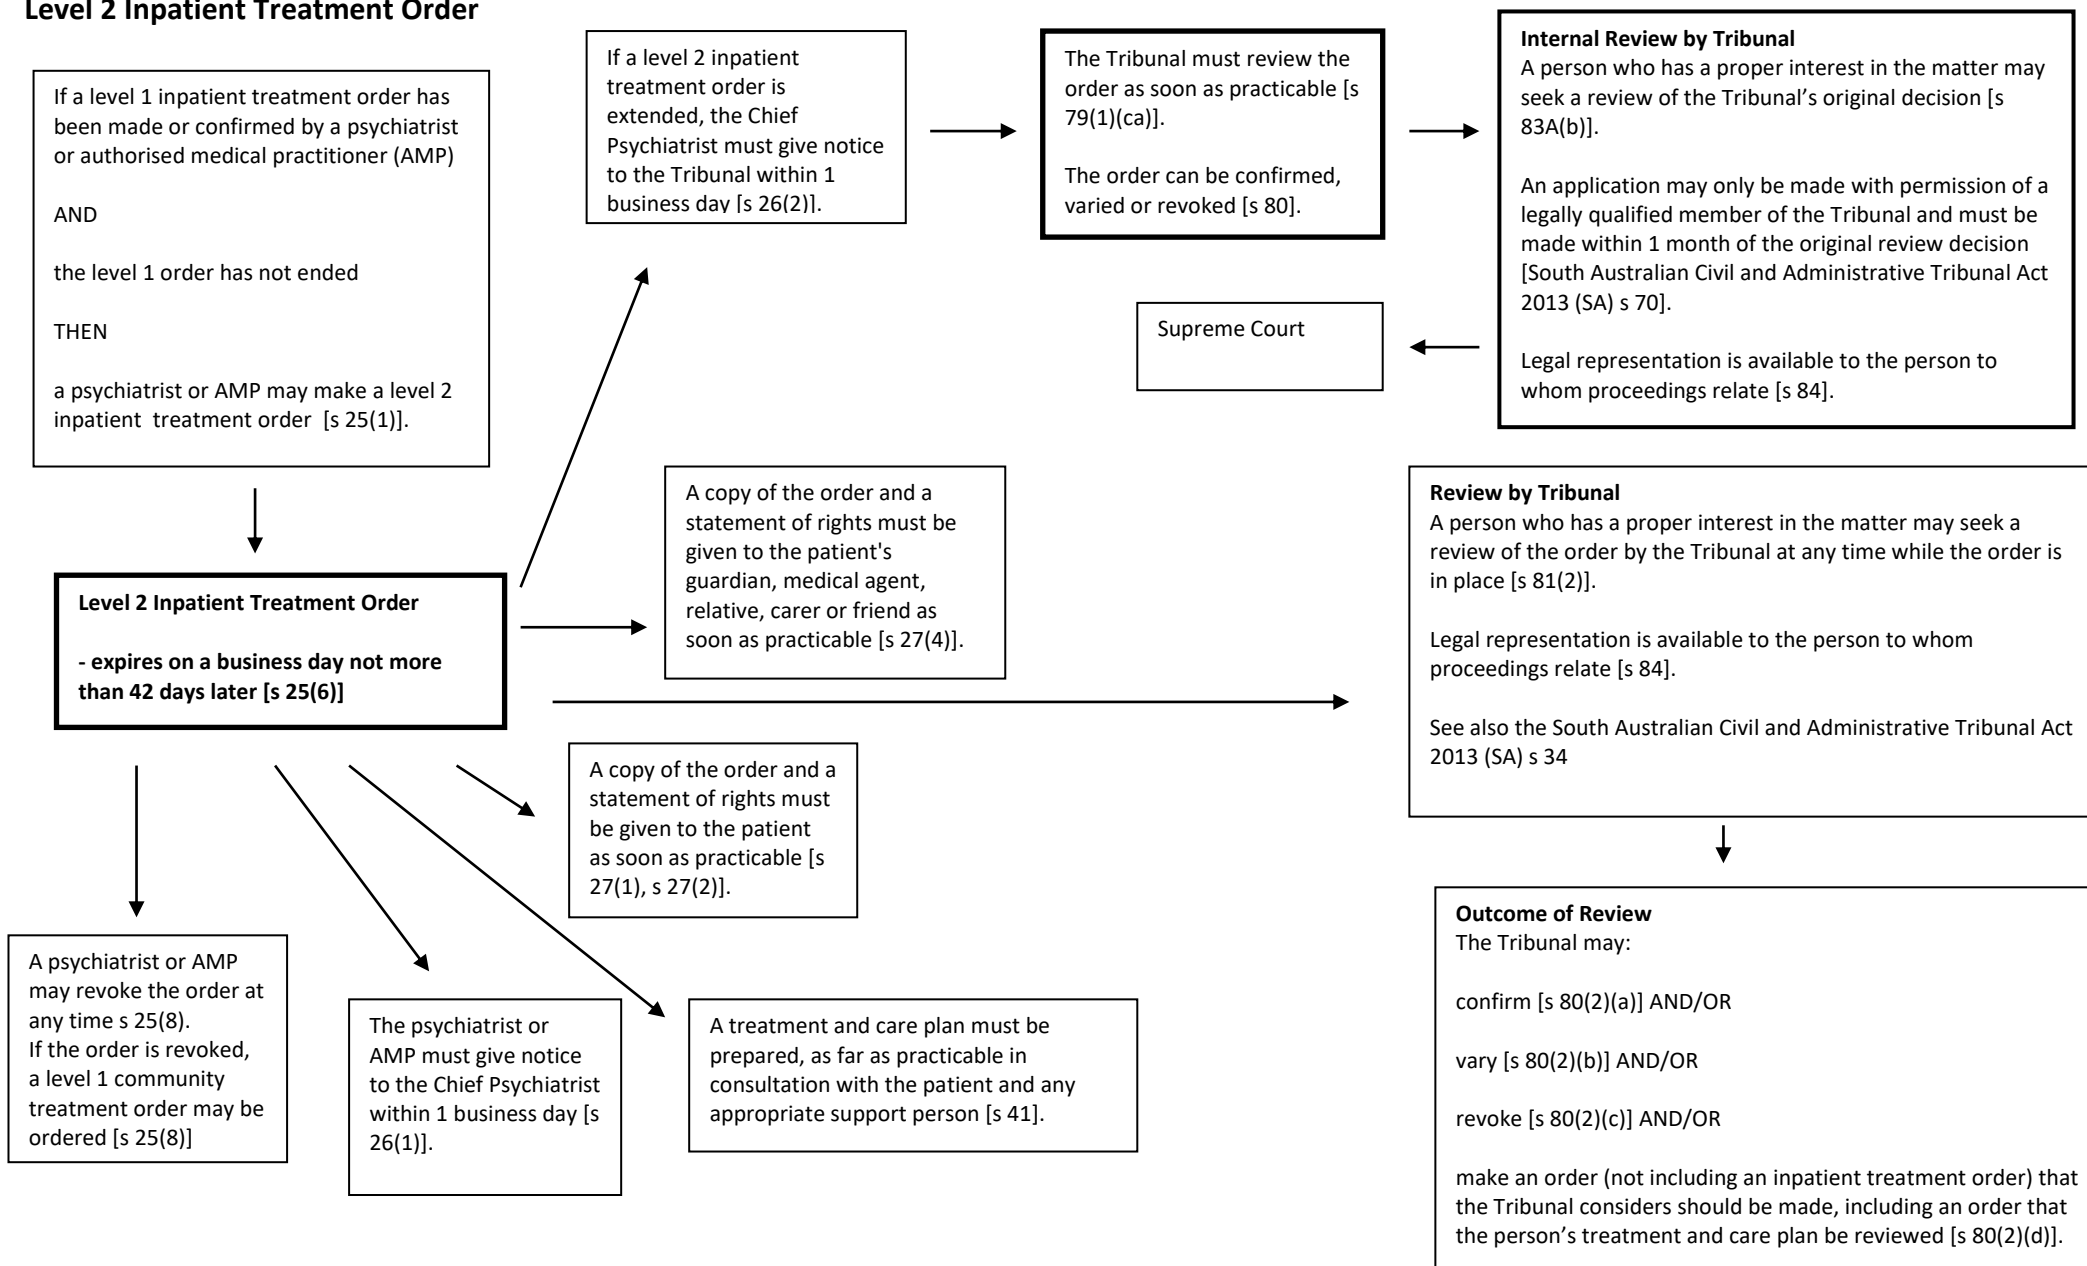 Level 2 Inpatient Treatment Order
If a level 1 inpatient treatment order has
been made or confirmed by a psychiatrist
or authorised medical practitioner (AMP)
AND
the level 1 order has not ended
THEN
a psychiatrist or AMP may make a level 2
inpatient  treatment order  [s 25(1)].
If a level 2 inpatient
treatment order is
extended, the Chief
Psychiatrist must give notice
to the Tribunal within 1
business day [s 26(2)].
The Tribunal must review the
order as soon as practicable [s
79(1)(ca)].
The order can be confirmed,
varied or revoked [s 80].
Internal Review by Tribunal
A person who has a proper interest in the matter may
seek a review of the Tribunal’s original decision [s
83A(b)].
An application may only be made with permission of a
legally qualified member of the Tribunal and must be
made within 1 month of the original review decision
[South Australian Civil and Administrative Tribunal Act
2013 (SA) s 70].
Legal representation is available to the person to
whom proceedings relate [s 84].
Supreme Court
Level 2 Inpatient Treatment Order
- expires on a business day not more
than 42 days later [s 25(6)]
A copy of the order and a
statement of rights must be
given to the patient's
guardian, medical agent,
relative, carer or friend as
soon as practicable [s 27(4)].
Review by Tribunal
A person who has a proper interest in the matter may seek a
review of the order by the Tribunal at any time while the order is
in place [s 81(2)].
Legal representation is available to the person to whom
proceedings relate [s 84].
See also the South Australian Civil and Administrative Tribunal Act
2013 (SA) s 34
A copy of the order and a
statement of rights must
be given to the patient
as soon as practicable [s
27(1), s 27(2)].
A psychiatrist or AMP
may revoke the order at
any time s 25(8).
If the order is revoked,
a level 1 community
treatment order may be
ordered [s 25(8)]
The psychiatrist or
AMP must give notice
to the Chief Psychiatrist
within 1 business day [s
26(1)].
A treatment and care plan must be
prepared, as far as practicable in
consultation with the patient and any
appropriate support person [s 41].
Outcome of Review
The Tribunal may:
confirm [s 80(2)(a)] AND/OR
vary [s 80(2)(b)] AND/OR
revoke [s 80(2)(c)] AND/OR
make an order (not including an inpatient treatment order) that
the Tribunal considers should be made, including an order that
the person’s treatment and care plan be reviewed [s 80(2)(d)].